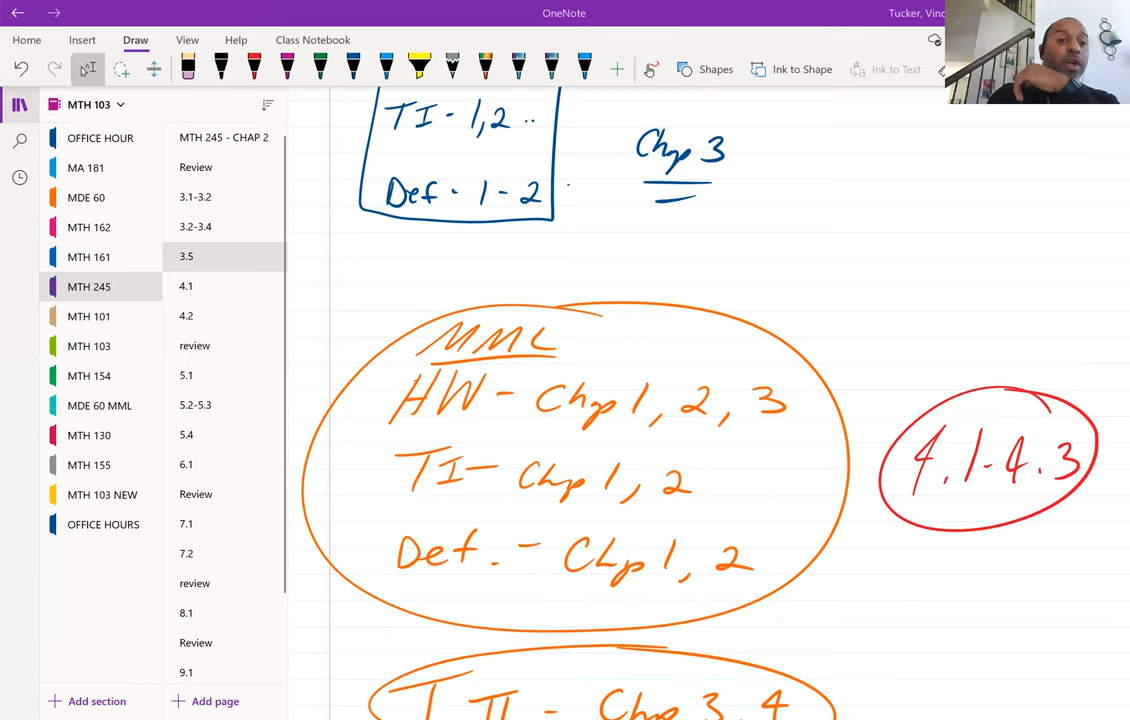 OneNote
Tucker, Vinc
Home
Insert
Draw
View
Help
Class Notebook
Shapes
Ink to Shape
Ink to Text
MTH 103
OFFICE HOUR
MA 181
MDE 60
MTH 162
MTH 161
MTH 245
MTH 101
MTH 103
MTH 154
MDE 60 MML
MTH 130
MTH 155
MTH 103 NEW
OFFICE HOURS
Add section
MTH 245 - CHAP 2
Review
3.1-3.2
3.2-3.4
3.5
4.1
4.2
review
5.1
5.2-5.3
5.4
6.1
Review
7.1
7.2
review
8.1
Review
9.1
Add page
TI - 1,2 ..
Def. 1 - 2
Chp 3
MML
HW - Chp 1, 2, 3
TI - Chp 1, 2
Def. - Chp 1, 2
4.1-4.3
Chp 3, 4